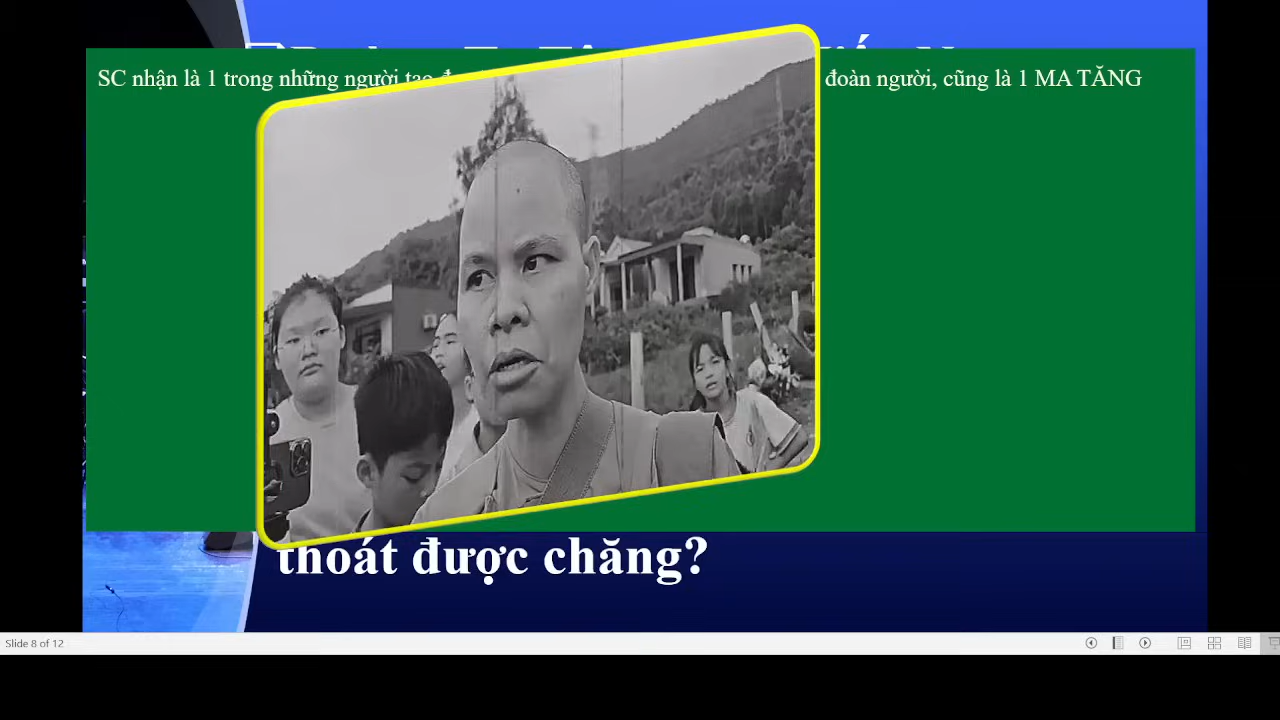 SC nhận là 1 trong những người tạo đoàn người, cũng là 1 MA TĂNG
thoát được chăng?
Slide 8 of 12